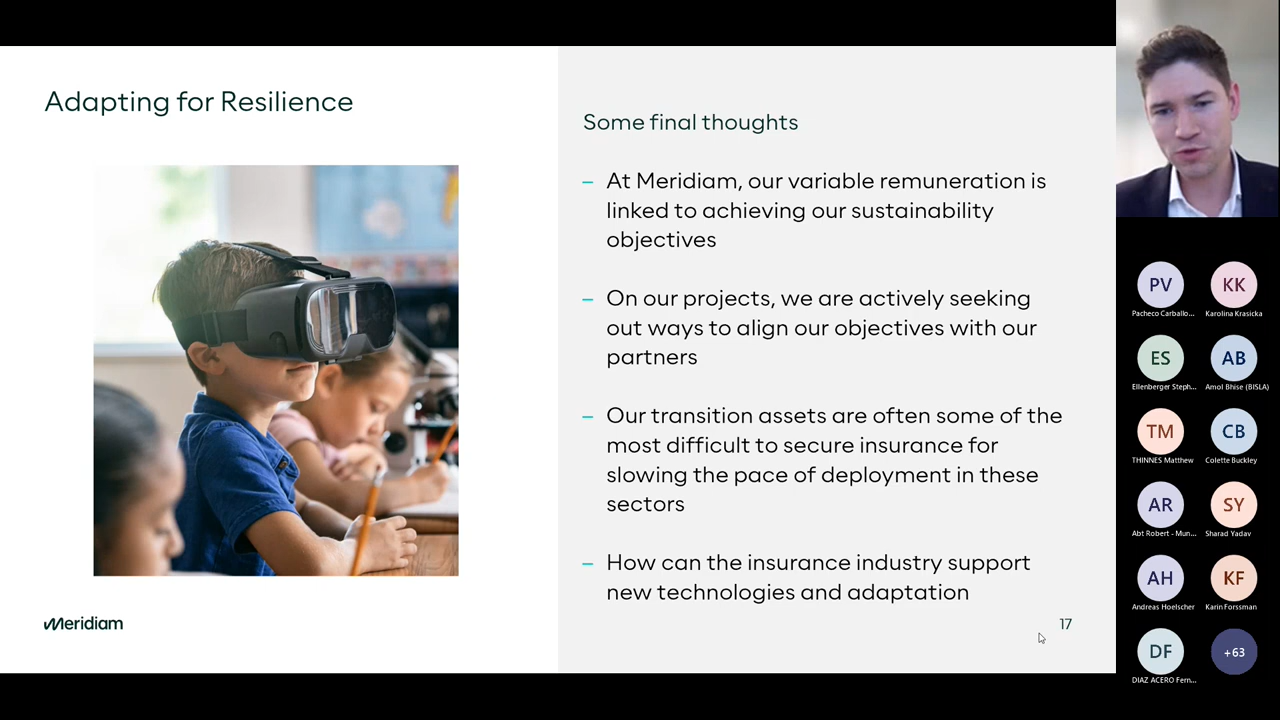 Adapting for Resilience
Some final thoughts
– At Meridiam, our variable remuneration is
linked to achieving our sustainability
objectives
– On our projects, we are actively seeking
out ways to align our objectives with our
partners
– Our transition assets are often some of the
most difficult to secure insurance for
slowing the pace of deployment in these
sectors
– How can the insurance industry support
new technologies and adaptation
Meridiam
17
PV
Pacheco Carballo...
KK
Karolina Krasicka
ES
Ellenberger Steph...
AB
Amol Bhise (BISLA)
TM
THINNES Matthew
CB
Colette Buckley
AR
Abt Robert - Mun...
SY
Sharad Yadav
AH
Andreas Hoelscher
KF
Karin Forssman
DF
DIAZ ACERO Fern...
+63